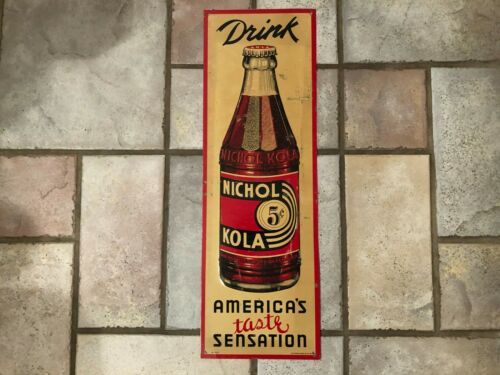 Drink
NICHOL KOLA
NICHOL
5¢
KOLA
AMERICA'S
taste
SENSATION